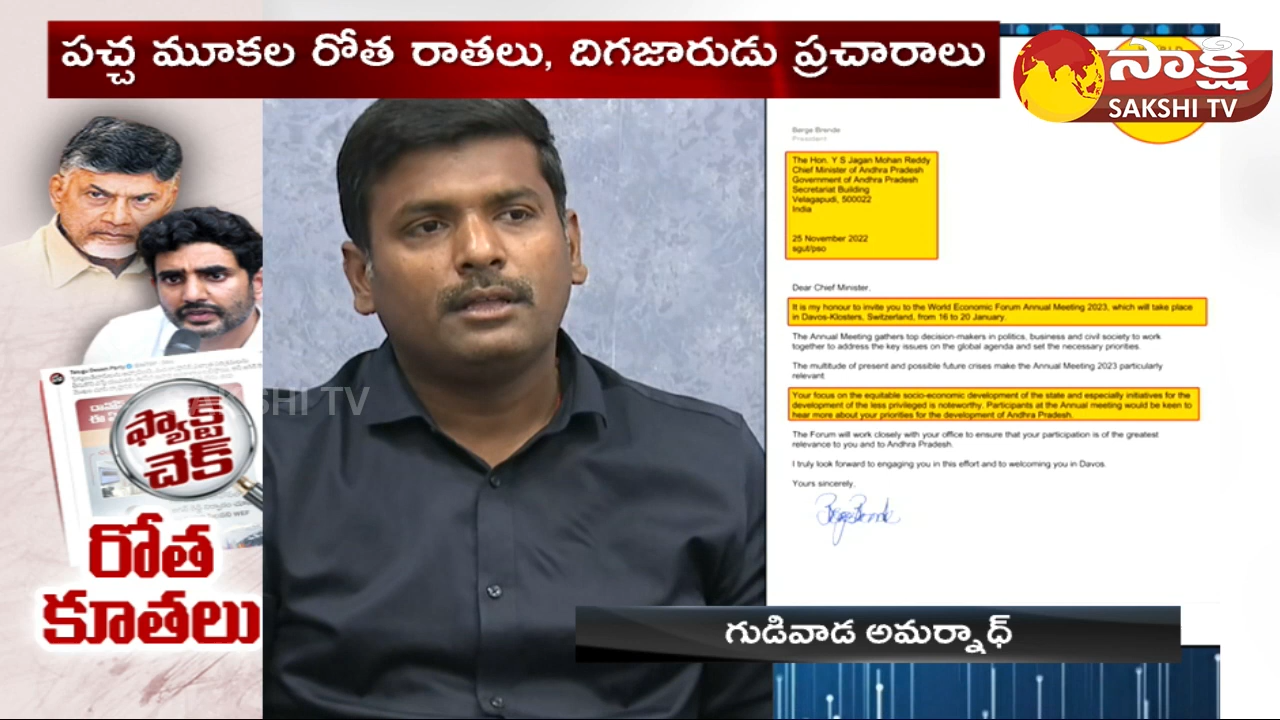 పచ్చ మూకల రోత రాతలు, దిగజారుడు ప్రచారాలు
సాక్షి
SAKSHI TV
Børge Brende
President
The Hon. Y S Jagan Mohan Reddy
Chief Minister of Andhra Pradesh
Government of Andhra Pradesh
Secretariat Building
Velagapudi, 500022
India
25 November 2022
sgut/pso
Dear Chief Minister,
It is my honour to invite you to the World Economic Forum Annual Meeting 2023, which will take place
in Davos-Klosters, Switzerland, from 16 to 20 January.
The Annual Meeting gathers top decision-makers in politics, business and civil society to work
together to address the key issues on the global agenda and set the necessary priorities.
The multitude of present and possible future crises make the Annual Meeting 2023 particularly
relevant
Your focus on the equitable socio-economic development of the state and especially initiatives for the
development of the less privileged is noteworthy. Participants at the Annual meeting would be keen to
hear more about your priorities for the development of Andhra Pradesh.
The Forum will work closely with your office to ensure that your participation is of the greatest
relevance to you and to Andhra Pradesh.
I truly look forward to engaging you in this effort and to welcoming you in Davos.
Yours sincerely,
Børge Brende
Telugu Desam Party
ఫ్యాక్ట్
చెక్
రోత
కూతలు
SHI TV
గుడివాడ అమర్నాధ్